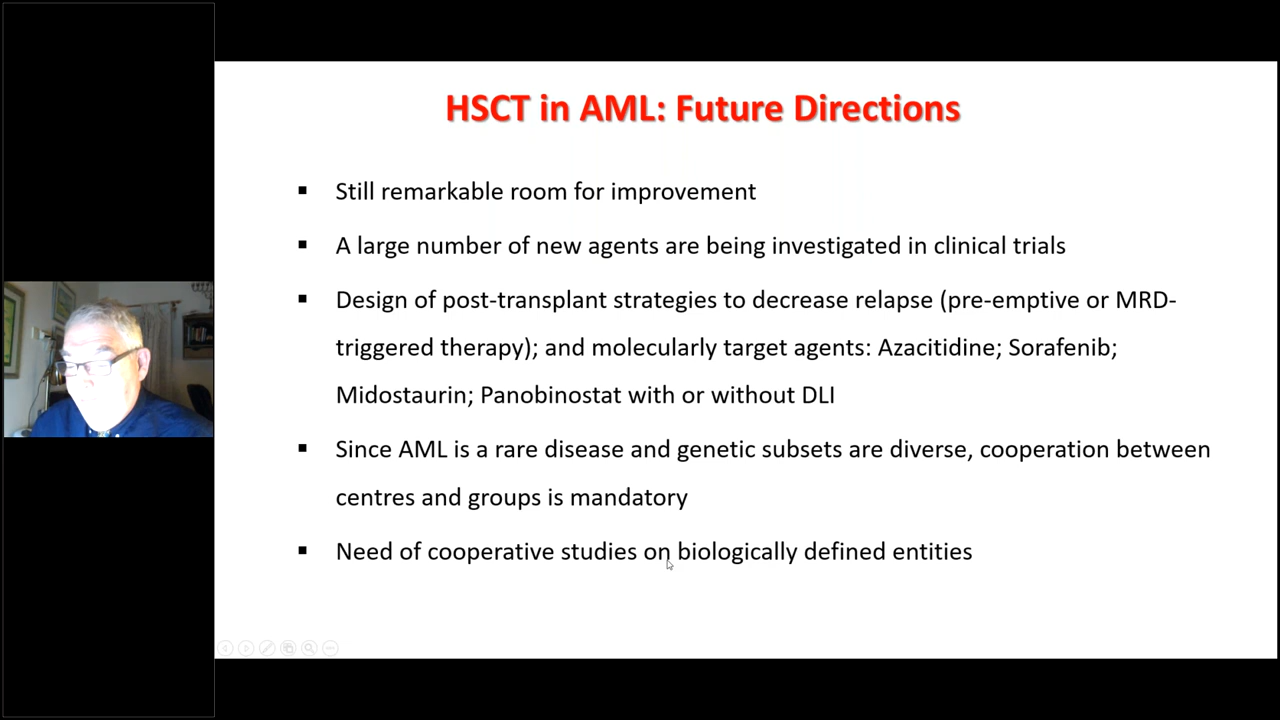 HSCT in AML: Future Directions
Still remarkable room for improvement
A large number of new agents are being investigated in clinical trials
Design of post-transplant strategies to decrease relapse (pre-emptive or MRD-
triggered therapy); and molecularly target agents: Azacitidine; Sorafenib;
Midostaurin; Panobinostat with or without DLI
Since AML is a rare disease and genetic subsets are diverse, cooperation between
centres and groups is mandatory
Need of cooperative studies on biologically defined entities